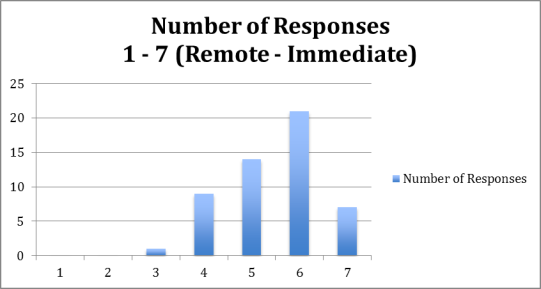 Number of Responses
1 - 7 (Remote - Immediate)
25
20
15
10
5
0
1 2 3 4 5 6 7
Number of Responses